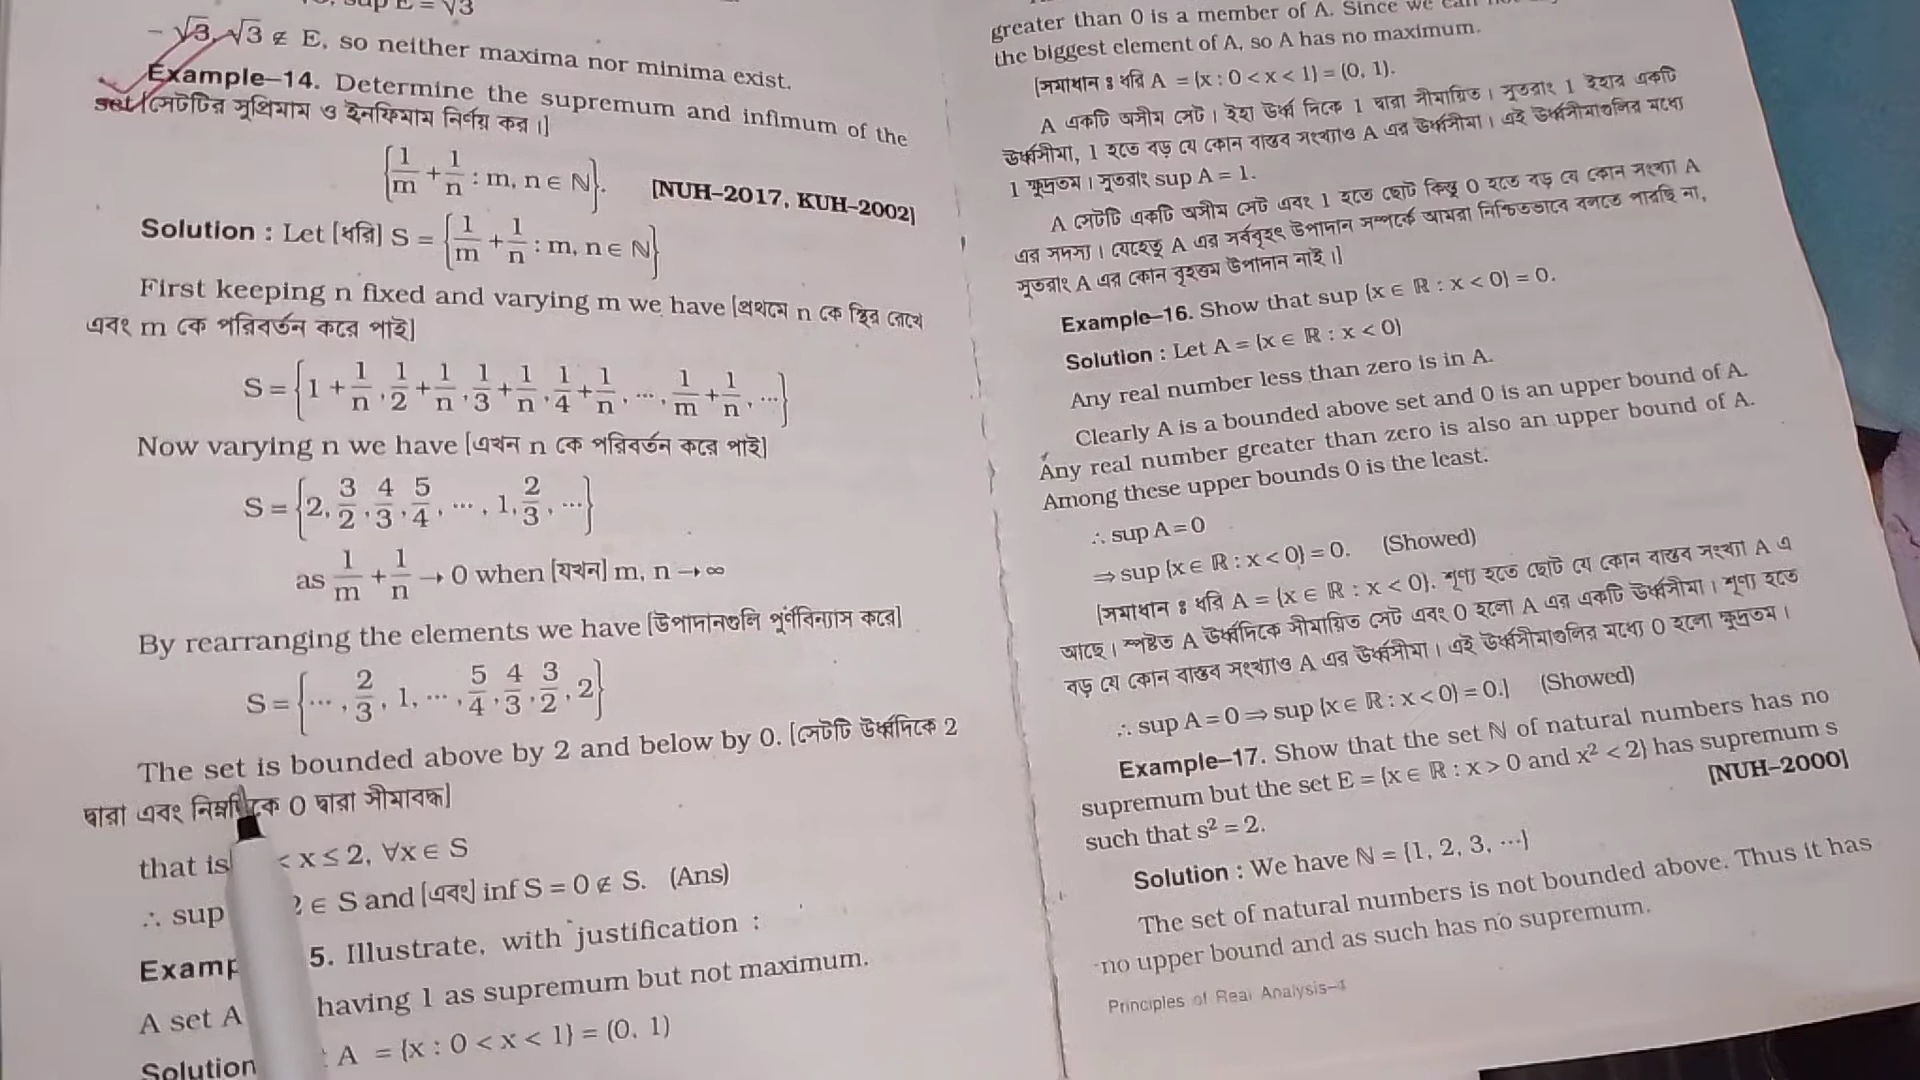 sup E = √3
– √3, √3 ∉ E, so neither maxima nor minima exist.
Example–14. Determine the supremum and infimum of the
set [সেটটির সুপ্রিমাম ও ইনফিমাম নির্ণয় কর।]
{1/m + 1/n : m, n ∈ ℕ}. [NUH–2017, KUH–2002]
Solution : Let [ধরি] S = {1/m + 1/n : m, n ∈ ℕ}
First keeping n fixed and varying m we have [প্রথমে n কে স্থির রেখে
এবং m কে পরিবর্তন করে পাই]
S = {1 + 1/n, 1/2 + 1/n, 1/3 + 1/n, 1/4 + 1/n, ..., 1/m + 1/n, ...}
Now varying n we have [এখন n কে পরিবর্তন করে পাই]
S = {2, 3/2, 4/3, 5/4, ..., 1, 2/3, ...}
as 1/m + 1/n → 0 when [যখন] m, n → ∞
By rearranging the elements we have [উপাদানগুলি পূর্ণবিন্যাস করে]
S = {..., 2/3, 1, ..., 5/4, 4/3, 3/2, 2}
The set is bounded above by 2 and below by 0. [সেটটি উর্ধ্বদিকে 2
দ্বারা এবং 0 দ্বারা সীমাবদ্ধ]
that is < x ≤ 2, ∀x ∈ S
∴ sup 2 ∈ S and [এবং] inf S = 0 ∉ S. (Ans)
Examp 5. Illustrate, with justification :
A set A having 1 as supremum but not maximum.
Solution : A = {x : 0 < x < 1} = (0, 1)
greater than 0 is a member of A. Since we can
the biggest element of A, so A has no maximum.
[সমাধান ঃ ধরি A = {x : 0 < x < 1} = (0, 1).
A একটি অসীম সেট। ইহা উর্ধ্ব দিকে 1 দ্বারা সীমায়িত। সুতরাং 1 ইহার একটি
উর্ধ্বসীমা, 1 হতে বড় যে কোন বাস্তব সংখ্যাও A এর উর্ধ্বসীমা। এই উর্ধ্বসীমাগুলির মধ্যে
1 ক্ষুদ্রতম। সুতরাং sup A = 1.
A সেটটি একটি অসীম সেট এবং 1 হতে ছোট কিন্তু 0 হতে বড় যে কোন সংখ্যা A
এর সদস্য। যেহেতু A এর সর্ববৃহৎ উপাদান সম্পর্কে আমরা নিশ্চিতভাবে বলতে পারছি না,
সুতরাং A এর কোন বৃহত্তম উপাদান নাই।]
Example–16. Show that sup {x ∈ ℝ : x < 0} = 0.
Solution : Let A = {x ∈ ℝ : x < 0}
Any real number less than zero is in A.
Clearly A is a bounded above set and 0 is an upper bound of A.
Any real number greater than zero is also an upper bound of A.
Among these upper bounds 0 is the least.
∴ sup A = 0
⇒ sup {x ∈ ℝ : x < 0} = 0. (Showed)
[সমাধান ঃ ধরি A = {x ∈ ℝ : x < 0}. শূণ্য হতে ছোট যে কোন বাস্তব সংখ্যা A এ
আছে। স্পষ্টত A উর্ধ্বদিকে সীমায়িত সেট এবং 0 হলো A এর একটি উর্ধ্বসীমা। শূণ্য হতে
বড় যে কোন বাস্তব সংখ্যাও A এর উর্ধ্বসীমা। এই উর্ধ্বসীমাগুলির মধ্যে 0 হলো ক্ষুদ্রতম।
∴ sup A = 0 ⇒ sup {x ∈ ℝ : x < 0} = 0.] (Showed)
Example–17. Show that the set ℕ of natural numbers has no
supremum but the set E = {x ∈ ℝ : x > 0 and x² < 2} has supremum s
such that s² = 2. [NUH–2000]
Solution : We have ℕ = {1, 2, 3, ...}
The set of natural numbers is not bounded above. Thus it has
no upper bound and as such has no supremum.
Principles of Real Analysis–4